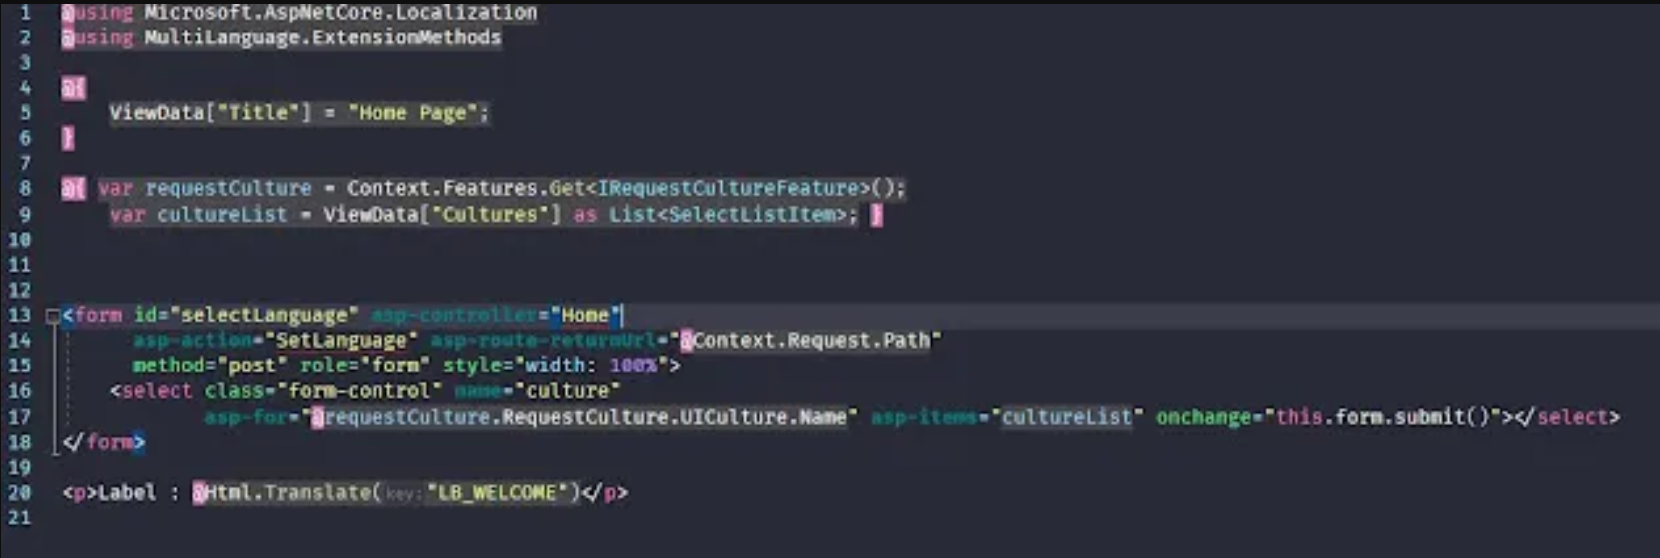 1 @using Microsoft.AspNetCore.Localization
2 @using MultiLanguage.ExtensionMethods
3
4 @{
5 ViewData["Title"] = "Home Page";
6 }
7
8 @{ var requestCulture = Context.Features.Get<IRequestCultureFeature>();
9 var cultureList = ViewData["Cultures"] as List<SelectListItem>; }
10
11
12
13 <form id="selectLanguage" asp-controller="Home"
14 asp-action="SetLanguage" asp-route-returnUrl="@Context.Request.Path"
15 method="post" role="form" style="width: 100%">
16 <select class="form-control" name="culture"
17 asp-for="@requestCulture.RequestCulture.UICulture.Name" asp-items="cultureList" onchange="this.form.submit()"></select>
18 </form>
19
20 <p>Label : @Html.Translate(key:"LB_WELCOME")</p>
21